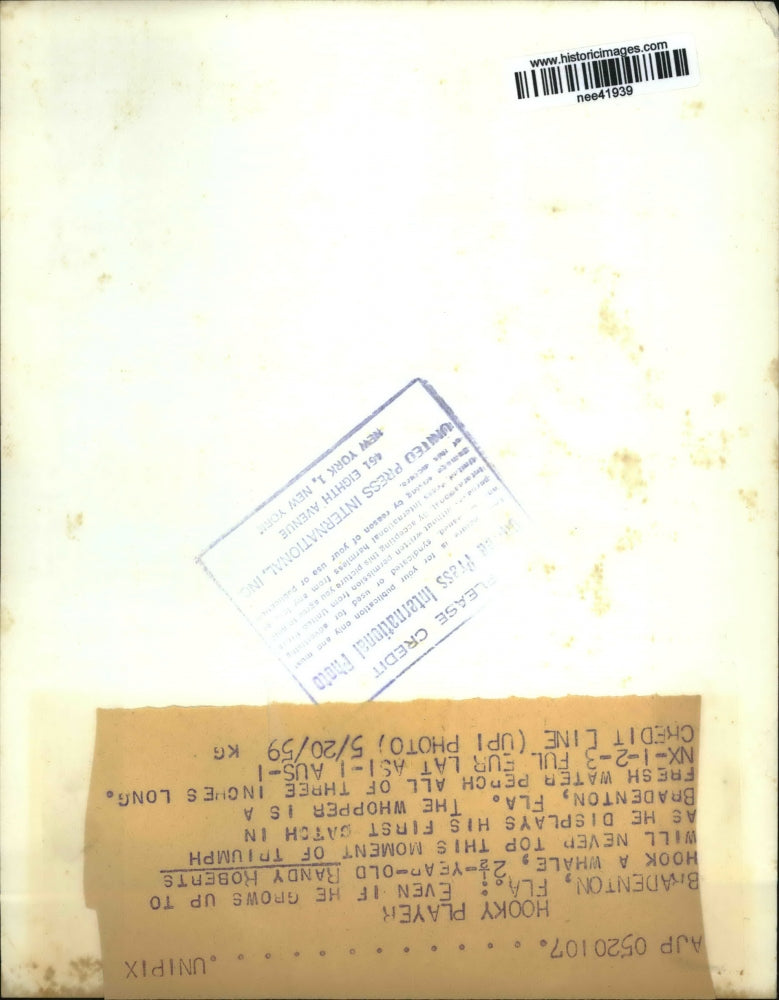 www.historicimages.com
nee41939
PLEASE CREDIT
Press International Photo
UNITED PRESS INTERNATIONAL, INC
461 EIGHTH AVENUE
NEW YORK 1, NEW YORK
AJP 0520107. . . . . . . . . . . . .UNIPIX
HOOKY PLAYER
BRADENTON, FLA.: EVEN IF HE GROWS UP TO
HOOK A WHALE, 2½-YEAR-OLD RANDY ROBERTS
WILL NEVER TOP THIS MOMENT OF TRIUMPH
AS HE DISPLAYS HIS FIRST CATCH IN
BRADENTON, FLA. THE WHOPPER IS A
FRESH WATER PERCH ALL OF THREE INCHES LONG.
NX-1-2-3 FUL EUR LAT ASI-1 AUS-1
CREDIT LINE (UPI PHOTO) 5/20/59 KG